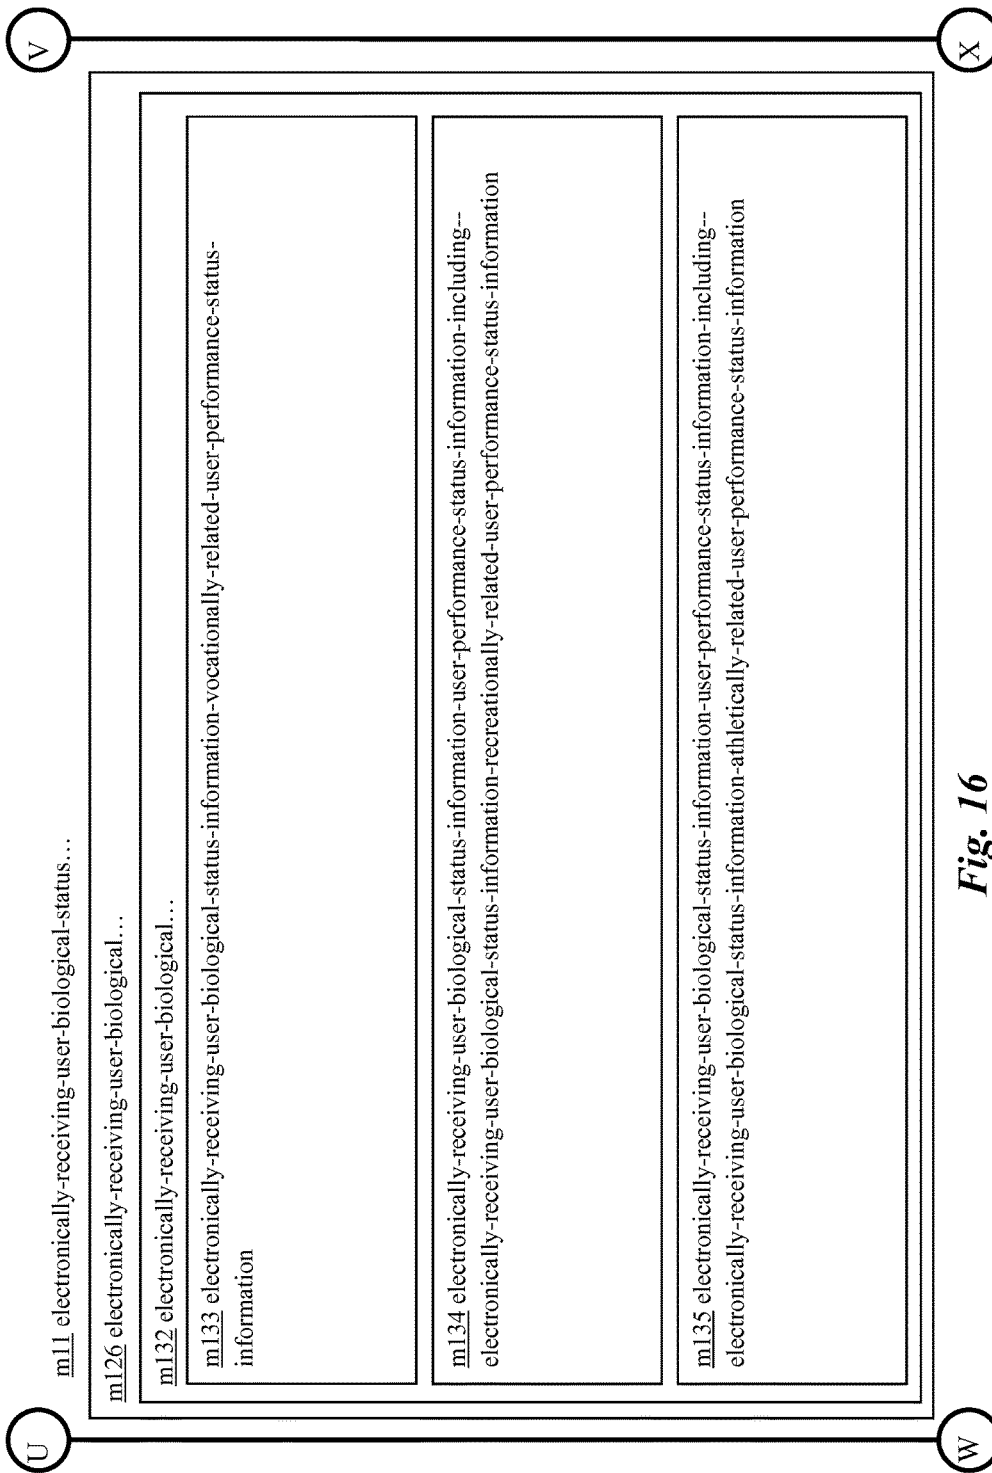 U
V
m11 electronically-receiving-user-biological-status…
m126 electronically-receiving-user-biological…
m132 electronically-receiving-user-biological…
m133 electronically-receiving-user-biological-status-information-vocationally-related-user-performance-status-
information
m134 electronically-receiving-user-biological-status-information-user-performance-status-information-including--
electronically-receiving-user-biological-status-information-recreationally-related-user-performance-status-information
m135 electronically-receiving-user-biological-status-information-user-performance-status-information-including--
electronically-receiving-user-biological-status-information-athletically-related-user-performance-status-information
W
X
Fig. 16